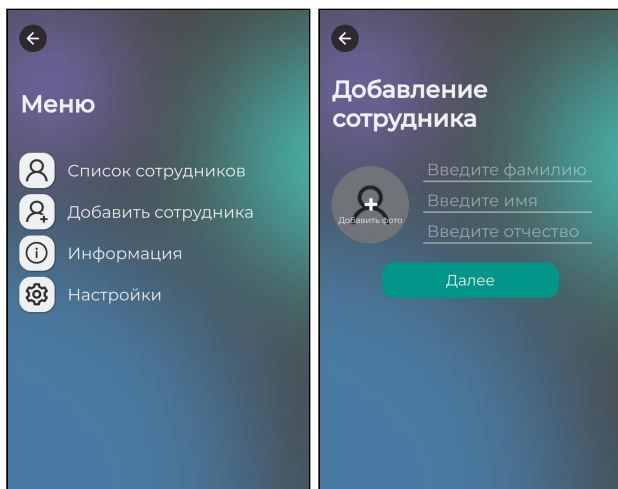 Меню
Список сотрудников
Добавить сотрудника
Информация
Настройки
Добавление
сотрудника
Добавить фото
Введите фамилию
Введите имя
Введите отчество
Далее